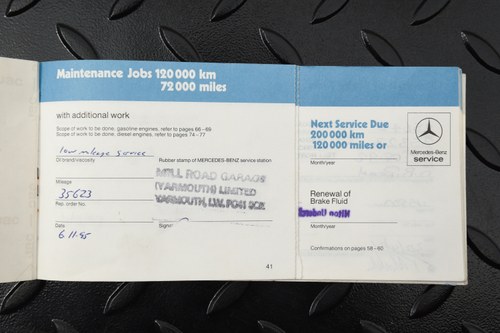 Maintenance Jobs 120 000 km
72 000 miles
with additional work
Scope of work to be done, gasoline engines, refer to pages 66 – 69
Scope of work to be done, diesel engines, refer to pages 74 – 77
low mileage service
Oil brand/viscosity
Rubber stamp of MERCEDES-BENZ service station
MILL ROAD GARAGE
(YARMOUTH) LIMITED
YARMOUTH, I.W.
Mileage
35623
Rep. order No.
Date
6.11.95
41
Next Service Due
200 000 km
120 000 miles or
Month/year
Mercedes-Benz
service
Renewal of
Brake Fluid
Month/year
Confirmations on pages 58 – 60